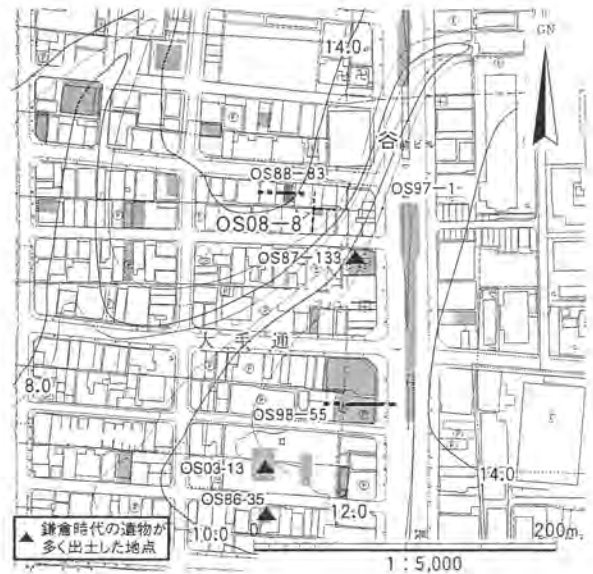 GN
14.0
谷
OS88-83
OS97-1
OS08-8
OS87-133
大手通
8.0
OS98-55
OS03-13
14.0
OS86-35
12.0
10.0
0
200m
▲ 鎌倉時代の遺物が
多く出土した地点
1:5,000